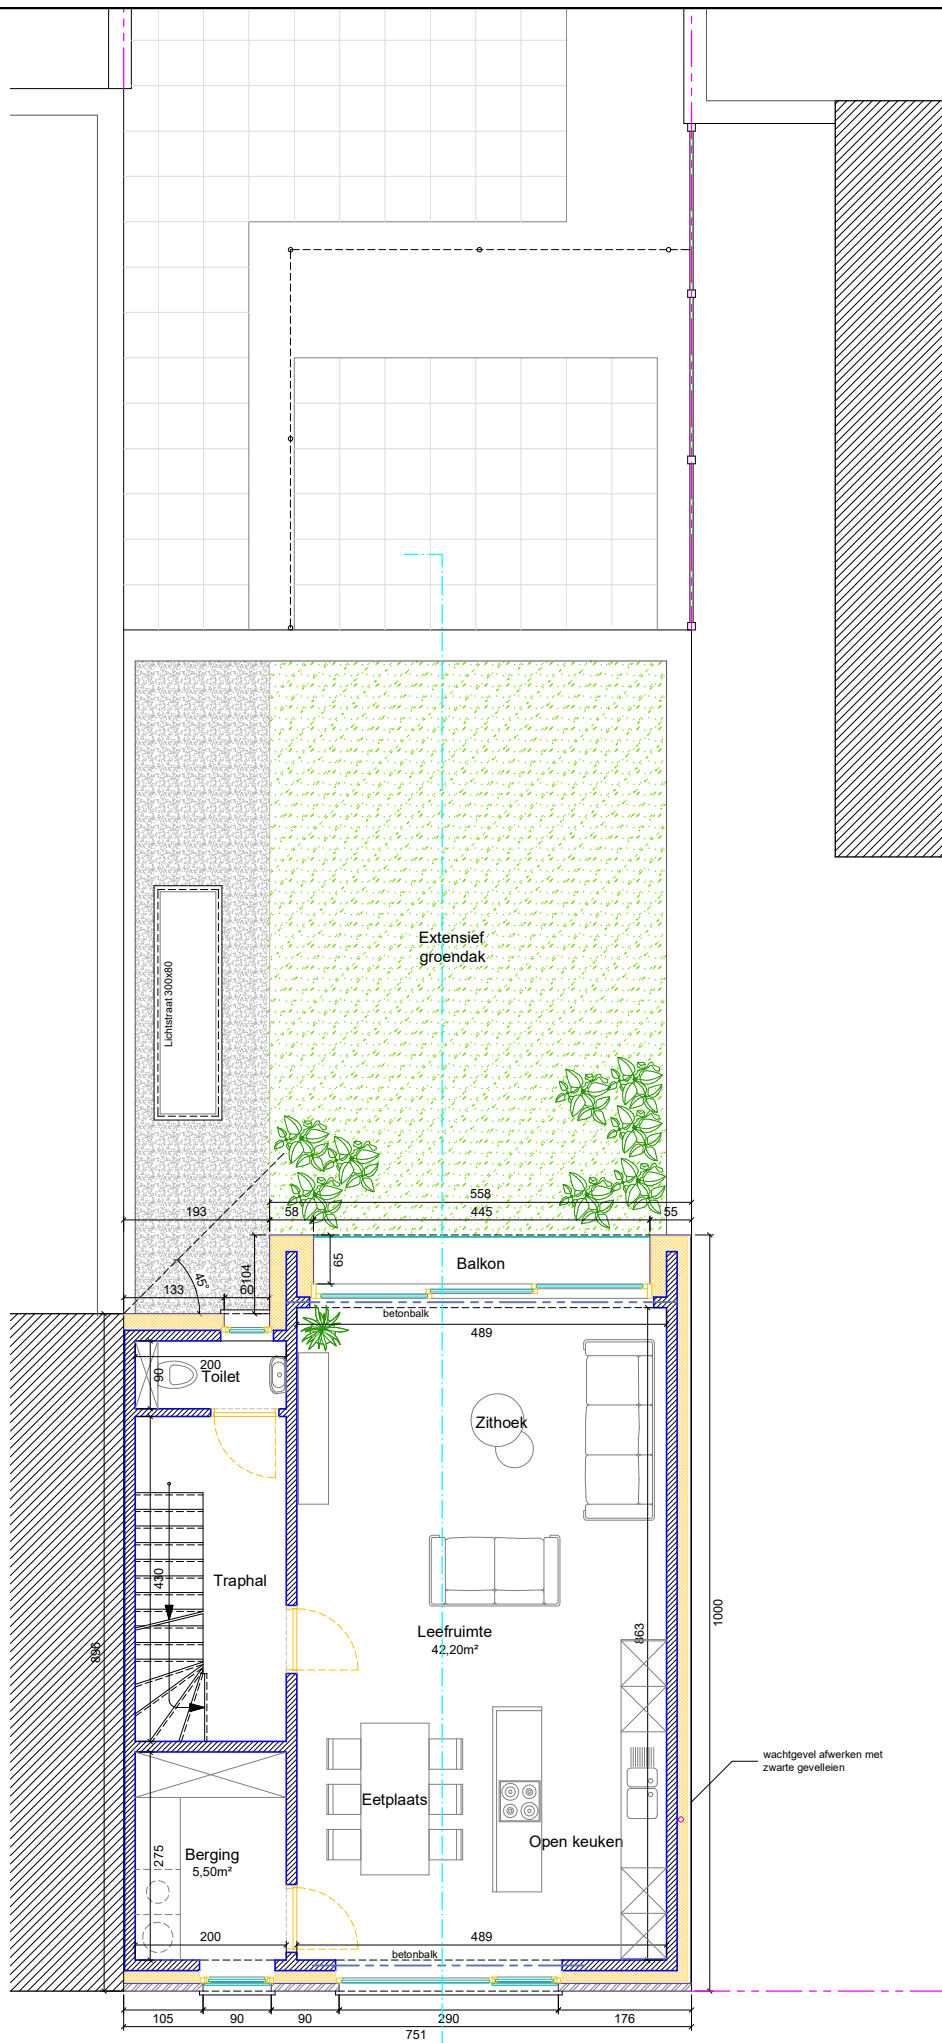 Extensief
groendak
Lichtstraat 300x80
558
193
58
445
55
65
104
Balkon
45°
133
60
betonbalk
489
200
90
Toilet
Zithoek
430
Traphal
Leefruimte
42,20m²
863
1000
896
wachtgevel afwerken met
zwarte gevelleien
Eetplaats
Open keuken
275
Berging
5,50m²
200
489
betonbalk
105
90
90
290
176
751